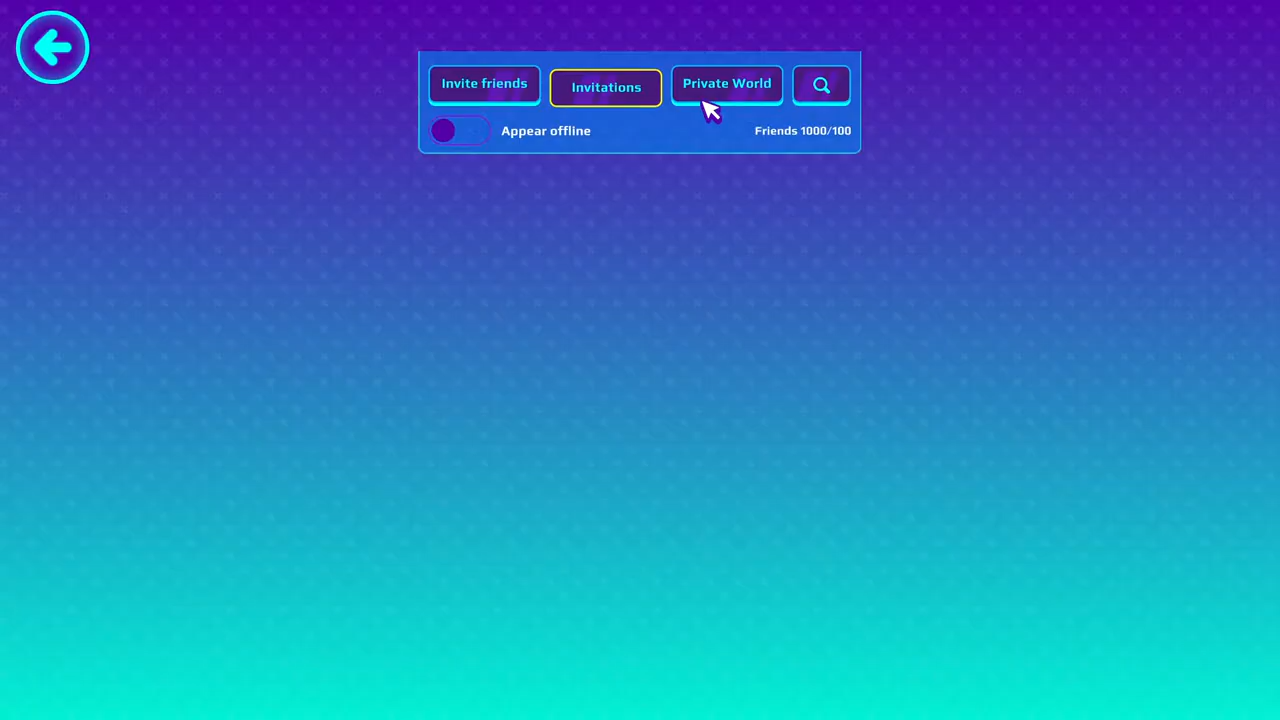 Invite friends
Invitations
Private World
Appear offline
Friends 1000/100